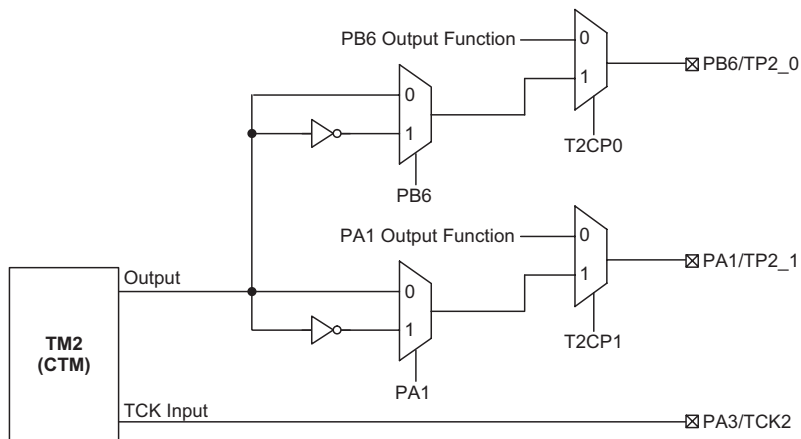 PB6 Output Function
0
1
PB6/TP2_0
T2CP0
0
1
PB6
PA1 Output Function
0
1
PA1/TP2_1
T2CP1
Output
0
1
PA1
TM2
(CTM)
TCK Input
PA3/TCK2